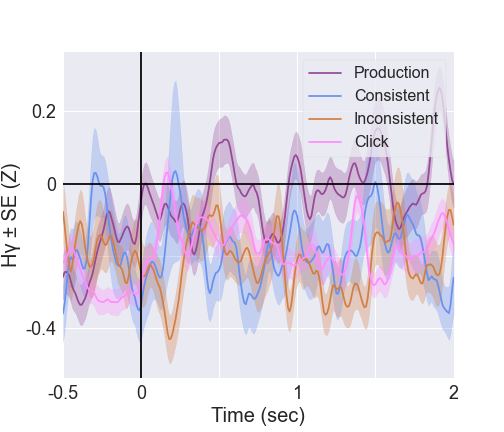 Production
Consistent
Inconsistent
Click
0.2
0
-0.4
Hγ ± SE (Z)
-0.5
0
1
2
Time (sec)